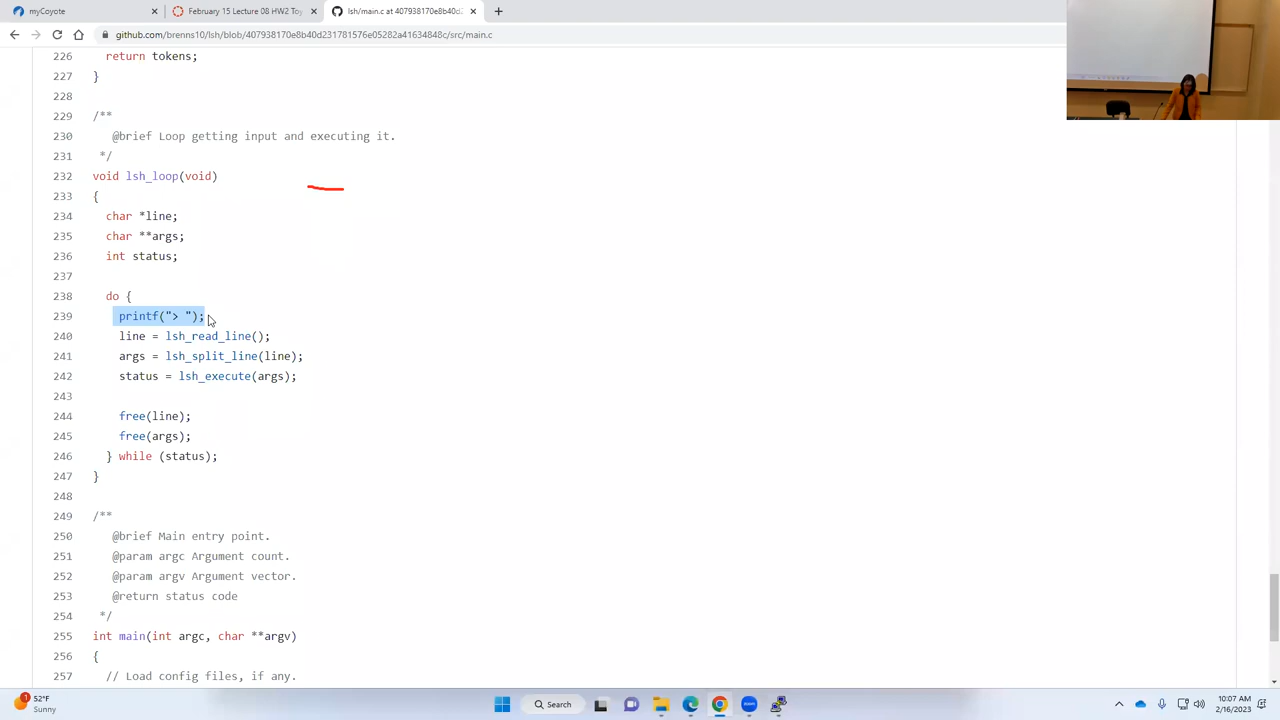 myCoyote
February 15 Lecture 08 HW2 Toy
lsh/main.c at 407938170e8b40d2
github.com/brenns10/lsh/blob/407938170e8b40d231781576e05282a41634848c/src/main.c
226 return tokens;
227 }
228
229 /**
230 @brief Loop getting input and executing it.
231 */
232 void lsh_loop(void)
233 {
234 char *line;
235 char **args;
236 int status;
237
238 do {
239 printf("> ");
240 line = lsh_read_line();
241 args = lsh_split_line(line);
242 status = lsh_execute(args);
243
244 free(line);
245 free(args);
246 } while (status);
247 }
248
249 /**
250 @brief Main entry point.
251 @param argc Argument count.
252 @param argv Argument vector.
253 @return status code
254 */
255 int main(int argc, char **argv)
256 {
257 // Load config files, if any.
1
52°F
Sunny
Search
zoom
10:07 AM
2/16/2023